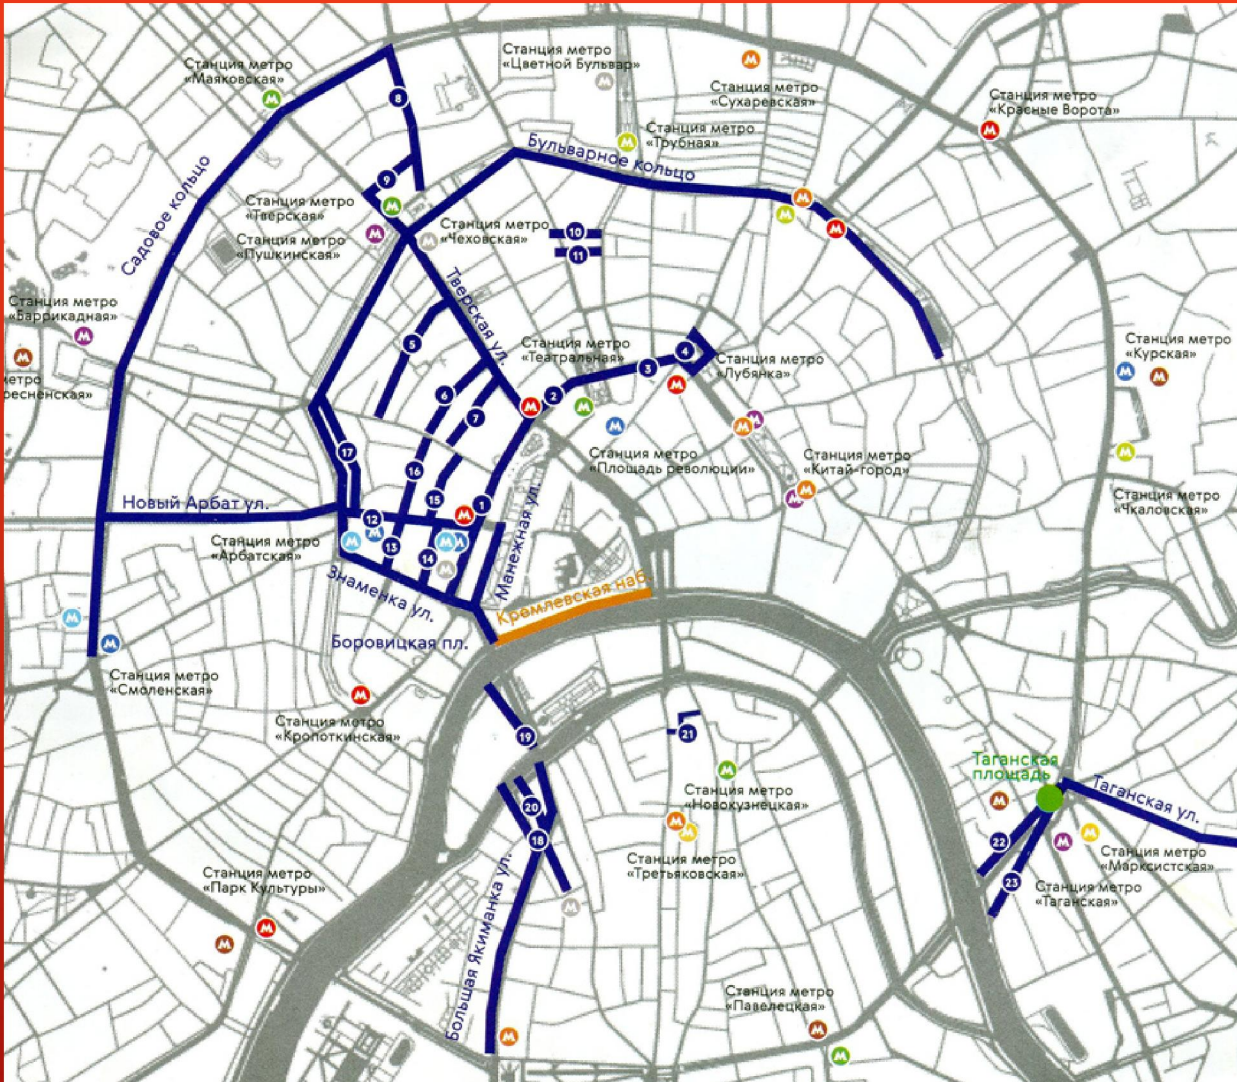 Станция метро
«Маяковская»
8
Станция метро
«Цветной Бульвар»
Станция метро
«Сухаревская»
Станция метро
«Красные Ворота»
Станция метро
«Трубная»
Бульварное кольцо
Садовое кольцо
9
Станция метро
«Тверская»
Станция метро
«Пушкинская»
Станция метро
«Чеховская»
10
11
Тверская ул.
Станция метро
«Баррикадная»
метро
ресненская»
5
Станция метро
«Театральная»
4
3
Станция метро
«Лубянка»
Станция метро
«Курская»
6
2
7
Станция метро
«Площадь революции»
Станция метро
«Китай-город»
17
16
15
1
Новый Арбат ул.
12
Станция метро
«Арбатская»
13
14
Манежная ул.
Станция метро
«Чкаловская»
Знаменка ул.
Кремлевская наб.
Боровицкая пл.
Станция метро
«Смоленская»
Станция метро
«Кропоткинская»
19
21
Таганская
площадь
Таганская ул.
Станция метро
«Новокузнецкая»
20
18
22
23
Станция метро
«Марксистская»
Станция метро
«Третьяковская»
Станция метро
«Таганская»
Станция метро
«Парк Культуры»
Большая Якиманка ул.
Станция метро
«Павелецкая»